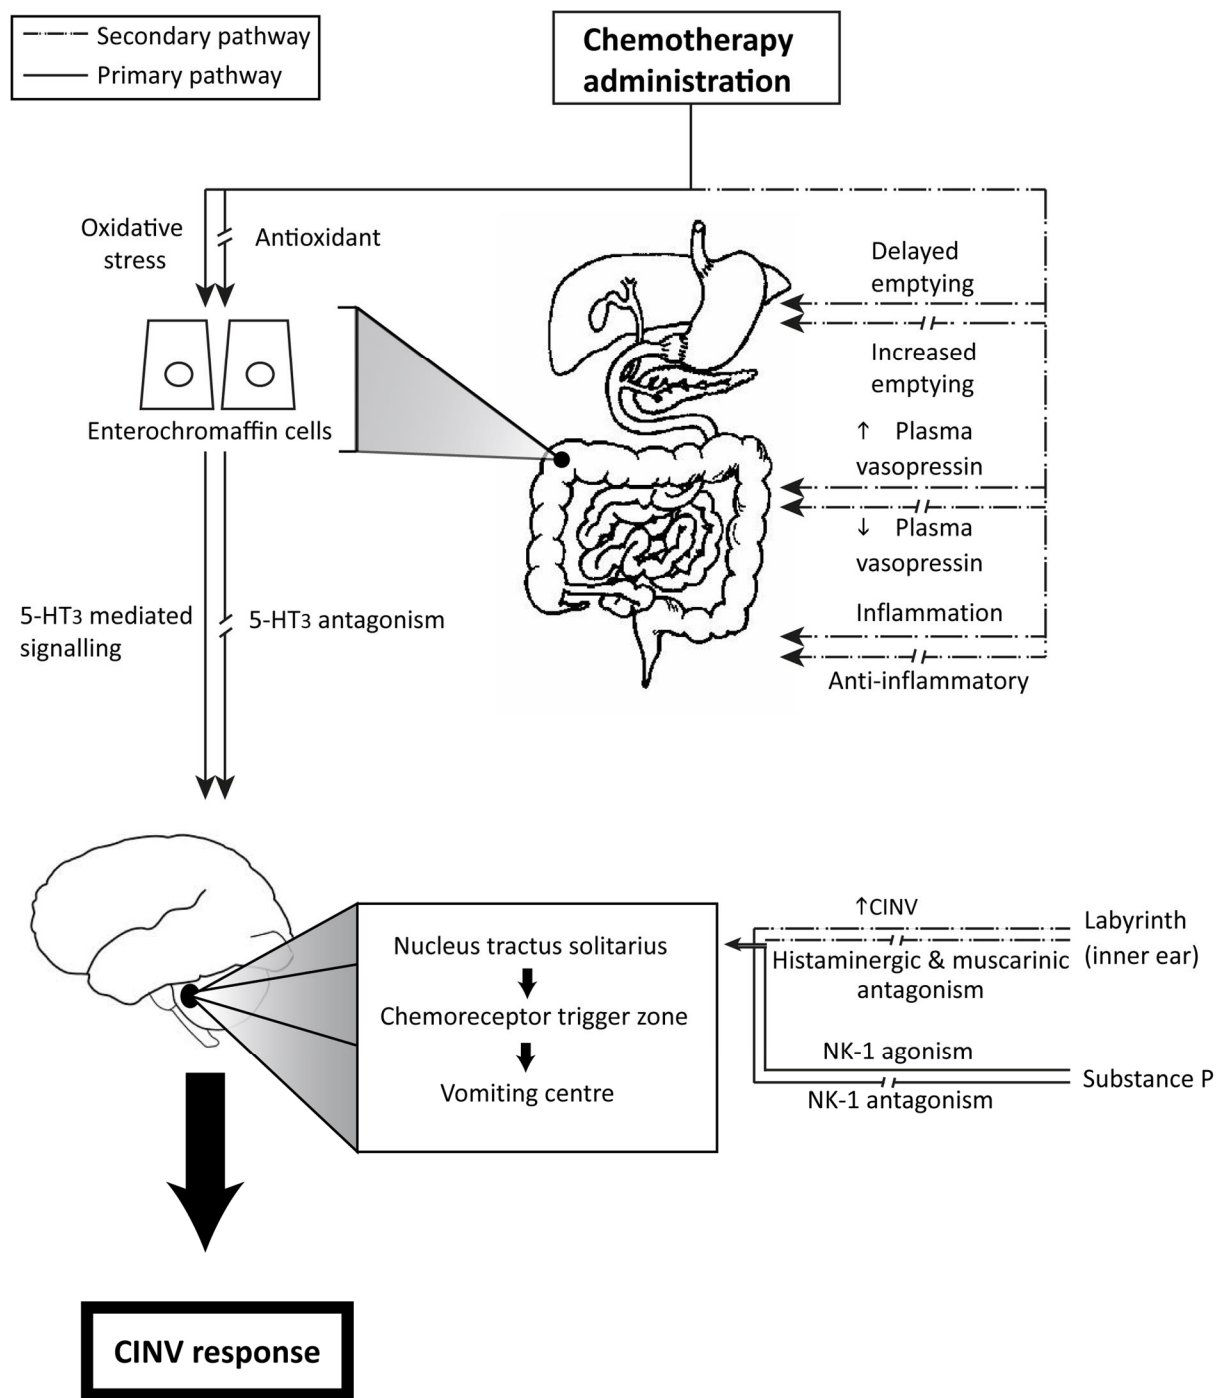 Secondary pathway
Primary pathway
Chemotherapy
administration
Oxidative
stress
Antioxidant
Enterochromaffin cells
Delayed
emptying
Increased
emptying
↑ Plasma
vasopressin
↓ Plasma
vasopressin
Inflammation
Anti-inflammatory
5-HT3 mediated
signalling
5-HT3 antagonism
Nucleus tractus solitarius
Chemoreceptor trigger zone
Vomiting centre
↑CINV
Labyrinth
(inner ear)
Histaminergic & muscarinic
antagonism
NK-1 agonism
Substance P
NK-1 antagonism
CINV response